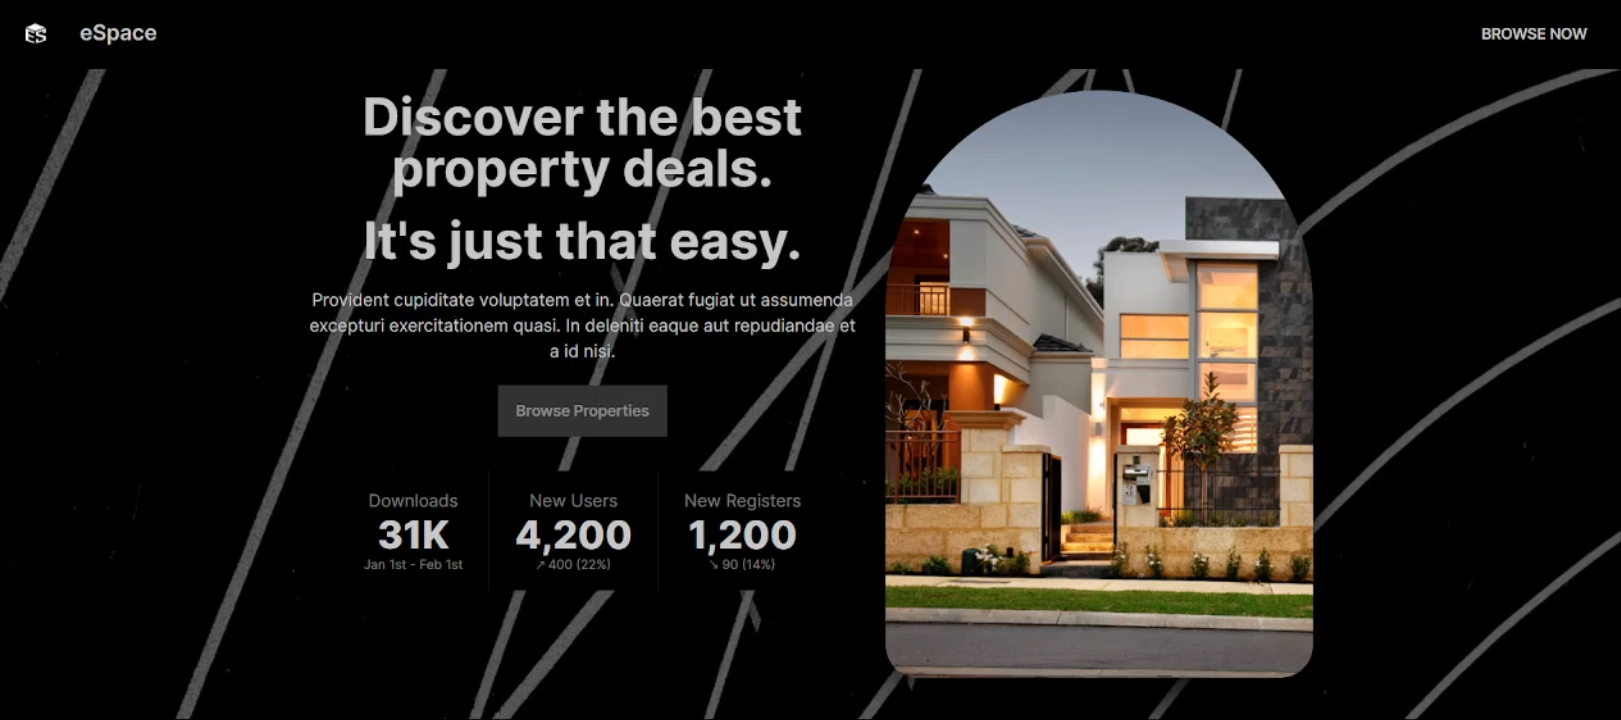 ES
eSpace
BROWSE NOW
Discover the best
property deals.
It's just that easy.
Provident cupiditate voluptatem et in. Quaerat fugiat ut assumenda
excepturi exercitationem quasi. In deleniti eaque aut repudiandae et
a id nisi.
Browse Properties
Downloads
31K
Jan 1st - Feb 1st
New Users
4,200
↗︎ 400 (22%)
New Registers
1,200
↘︎ 90 (14%)